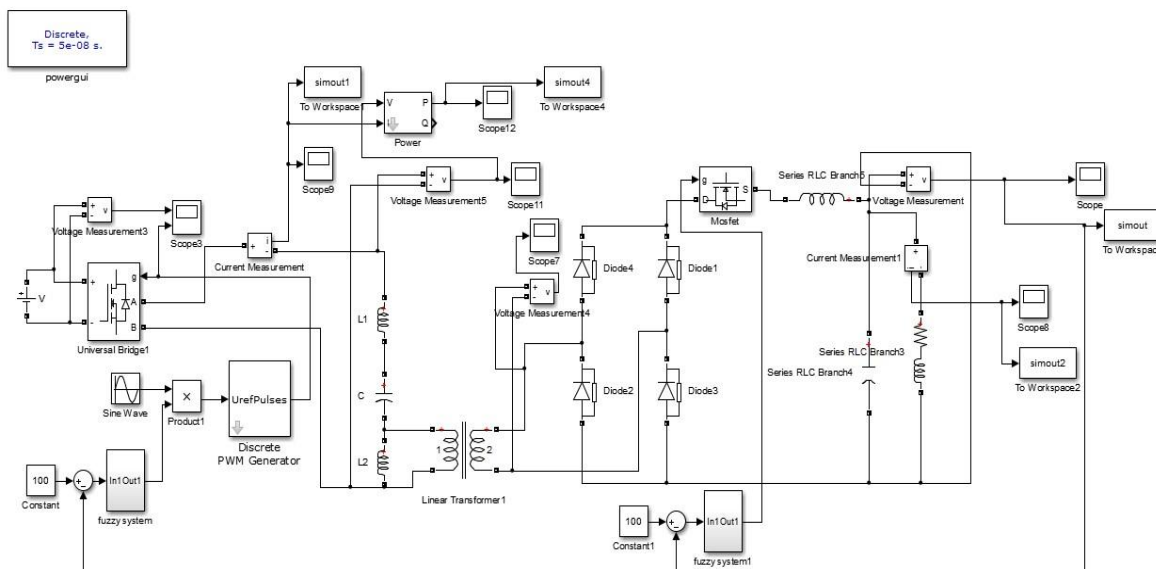 Discrete,
Ts = 5e-08 s.
powergui
simout1
To Workspace1
V
I
P
Q
Power
Scope12
simout4
To Workspace4
Scope9
+
-
v
Voltage Measurement5
Scope11
+
-
v
Voltage Measurement3
Scope3
+
i
-
Current Measurement
Scope7
+
-
v
Voltage Measurement4
g
D
S
Mosfet
Series RLC Branch5
+
-
v
Voltage Measurement
Scope
simout
To Workspace
Current Measurement1
+
i
-
Scope8
simout2
To Workspace2
Diode4
Diode1
Diode2
Diode3
V
+
-
g
A
B
Universal Bridge1
L1
C
L2
1
2
Linear Transformer1
Series RLC Branch3
Series RLC Branch4
Sine Wave
×
Product1
UrefPulses
Discrete
PWM Generator
100
Constant
+
-
In1Out1
fuzzy system
100
Constant1
+
-
In1Out1
fuzzy system1